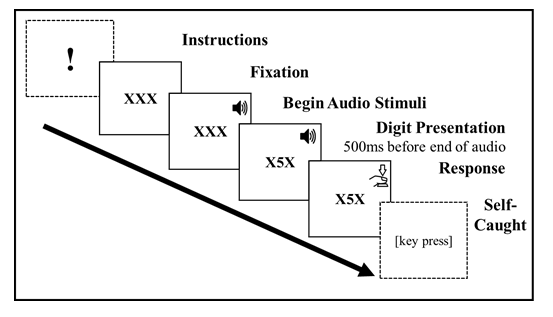 !
Instructions
XXX
Fixation
XXX
Begin Audio Stimuli
X5X
Digit Presentation
500ms before end of audio
X5X
Response
[key press]
Self-
Caught